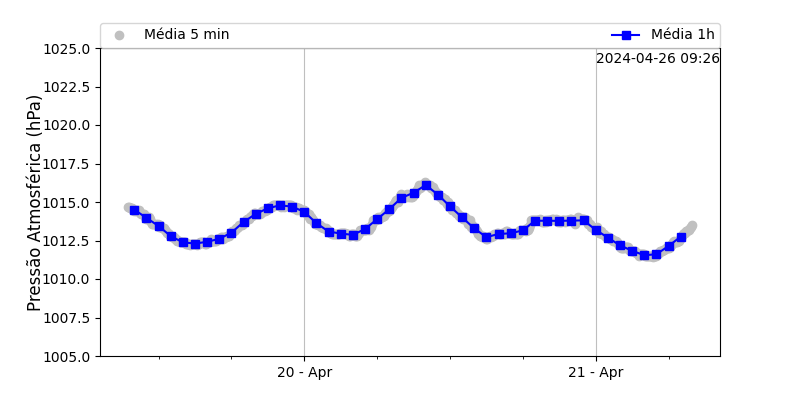 Média 5 min
Média 1h
2024-04-26 09:26
Pressão Atmosférica (hPa)
1025.0
1022.5
1020.0
1017.5
1015.0
1012.5
1010.0
1007.5
1005.0
20 - Apr
21 - Apr